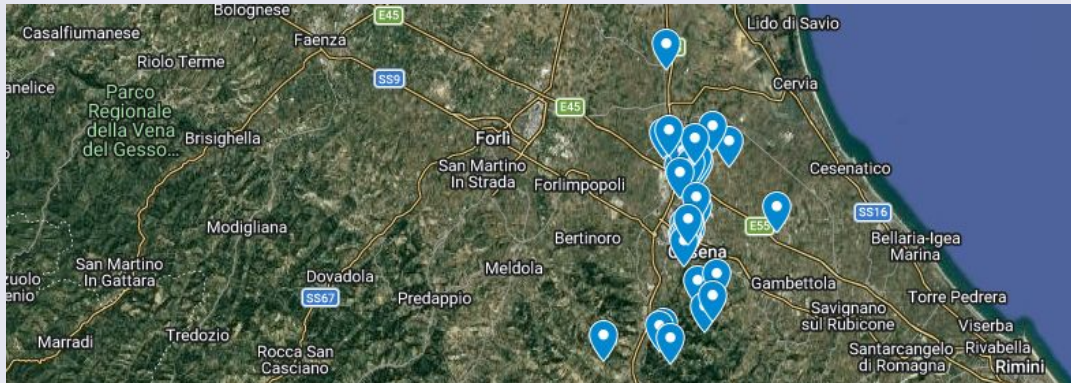 Bolognese
Casalfiumanese
E45
Lido di Savio
Faenza
Riolo Terme
SS9
Cervia
Parco
Regionale
della Vena
del Gesso...
E45
Brisighella
Forlì
San Martino
In Strada
Forlimpopoli
Cesenatico
SS16
Modigliana
Bertinoro
E55
Bellaria-Igea
Marina
San Martino
In Gattara
Dovadola
Meldola
Gambettola
SS67
Predappio
Torre Pedrera
Savignano
sul Rubicone
Viserba
Marradi
Tredozio
Rocca San
Casciano
Santarcangelo
di Romagna
Rivabella
Rimini